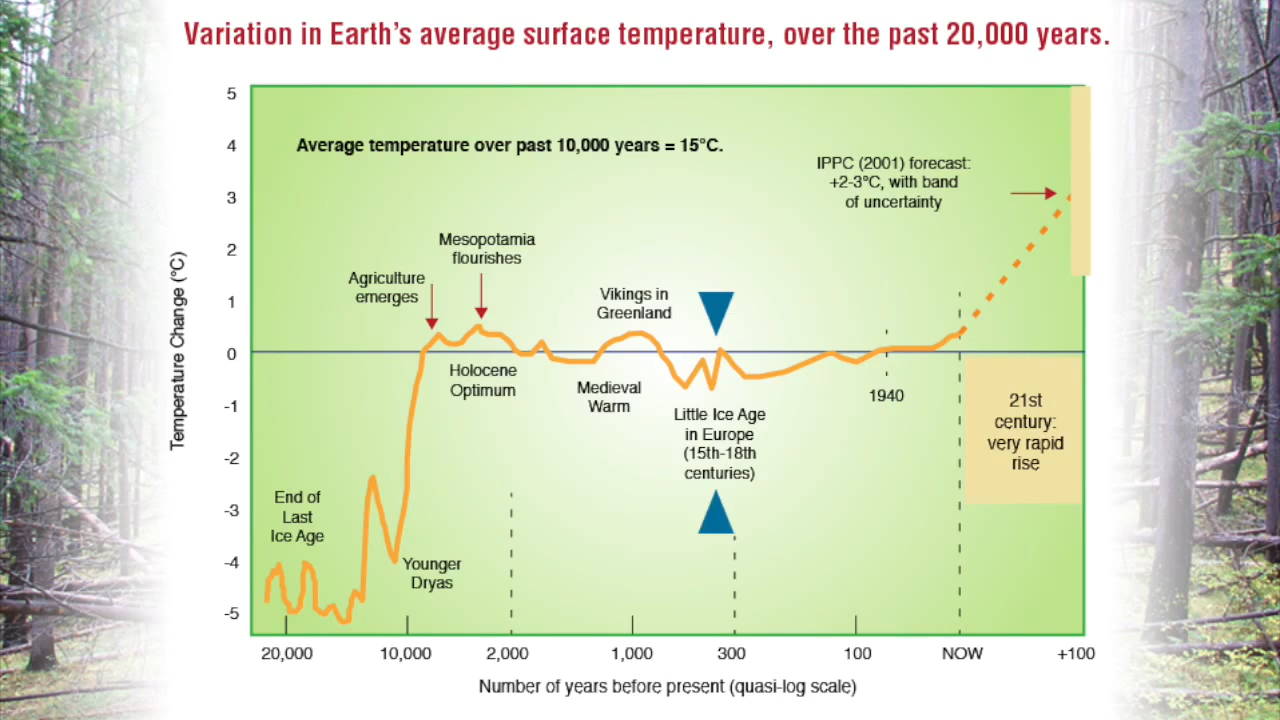 Variation in Earth's average surface temperature, over the past 20,000 years.
5
4
3
2
1
0
-1
-2
-3
-4
-5
Temperature Change (°C)
Average temperature over past 10,000 years = 15°C.
IPPC (2001) forecast:
+2-3°C, with band
of uncertainty
Mesopotamia
flourishes
Agriculture
emerges
Vikings in
Greenland
Holocene
Optimum
Medieval
Warm
Little Ice Age
in Europe
(15th-18th
centuries)
1940
21st
century:
very rapid
rise
End of
Last
Ice Age
Younger
Dryas
20,000 10,000 2,000 1,000 300 100 NOW +100
Number of years before present (quasi-log scale)